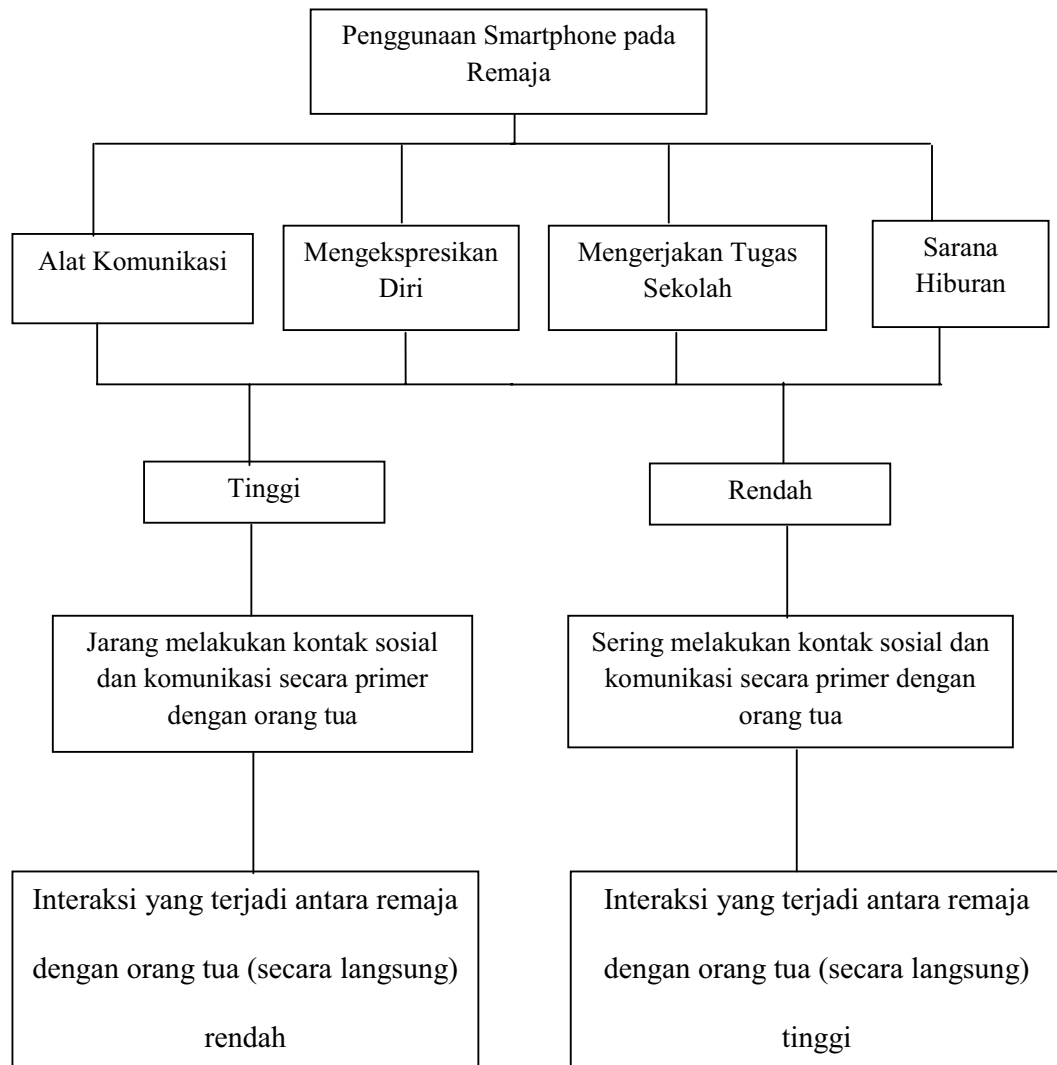 Penggunaan Smartphone pada
Remaja
Alat Komunikasi
Mengekspresikan
Diri
Mengerjakan Tugas
Sekolah
Sarana
Hiburan
Tinggi
Rendah
Jarang melakukan kontak sosial
dan komunikasi secara primer
dengan orang tua
Sering melakukan kontak sosial dan
komunikasi secara primer dengan
orang tua
Interaksi yang terjadi antara remaja
dengan orang tua (secara langsung)
rendah
Interaksi yang terjadi antara remaja
dengan orang tua (secara langsung)
tinggi